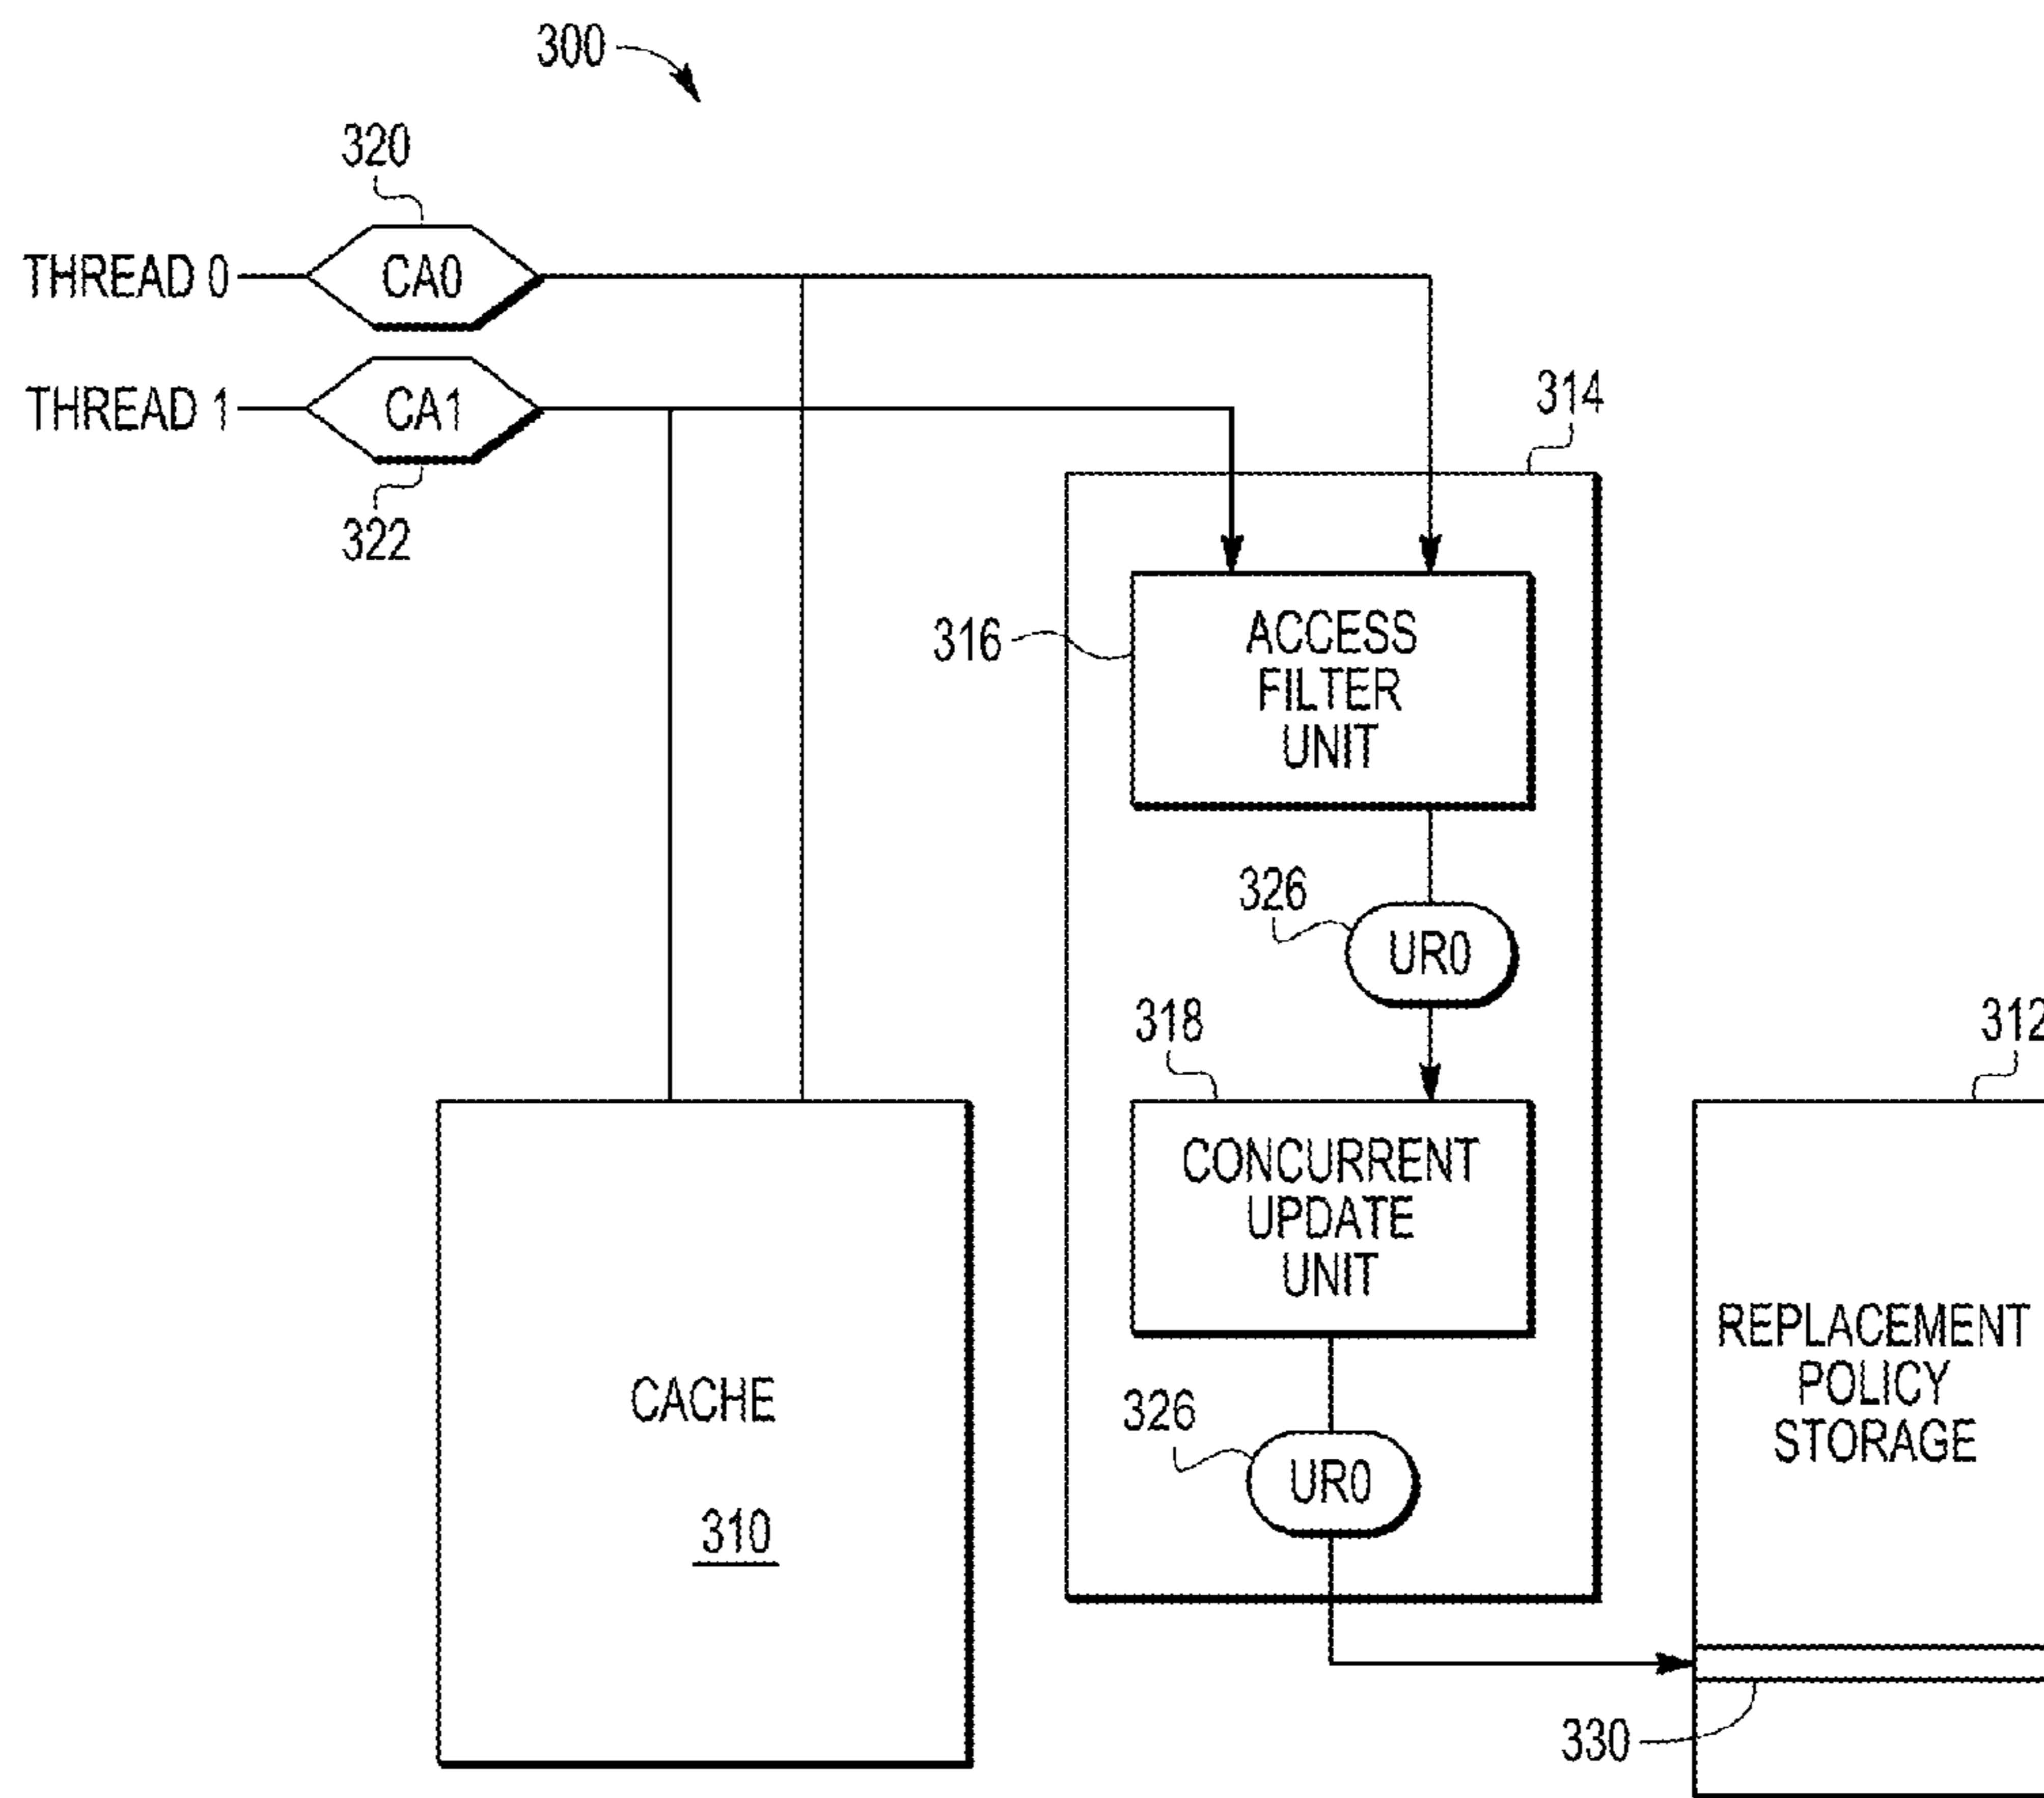 300
320
THREAD 0
CA0
THREAD 1
CA1
322
314
316
ACCESS
FILTER
UNIT
326
UR0
318
312
CONCURRENT
UPDATE
UNIT
REPLACEMENT
POLICY
STORAGE
CACHE
326
UR0
310
330